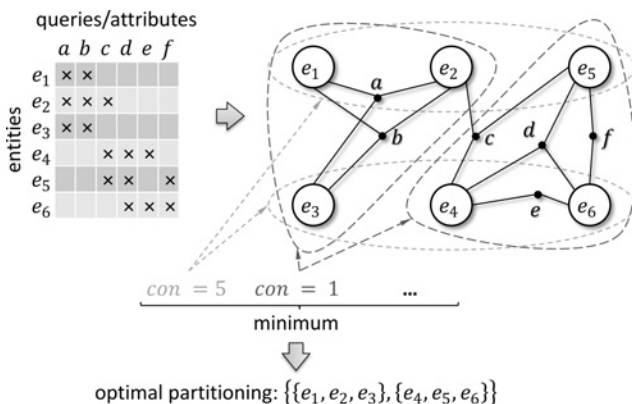 queries/attributes
a b c d e f
entities
e1 × ×
e2 × × ×
e3 × ×
e4 × × ×
e5 × × ×
e6 × × ×
e1 e2 e5
a
b c d f
e3 e4 e e6
con = 5 con = 1 ...
minimum
optimal partitioning: {{e1, e2, e3}, {e4, e5, e6}}